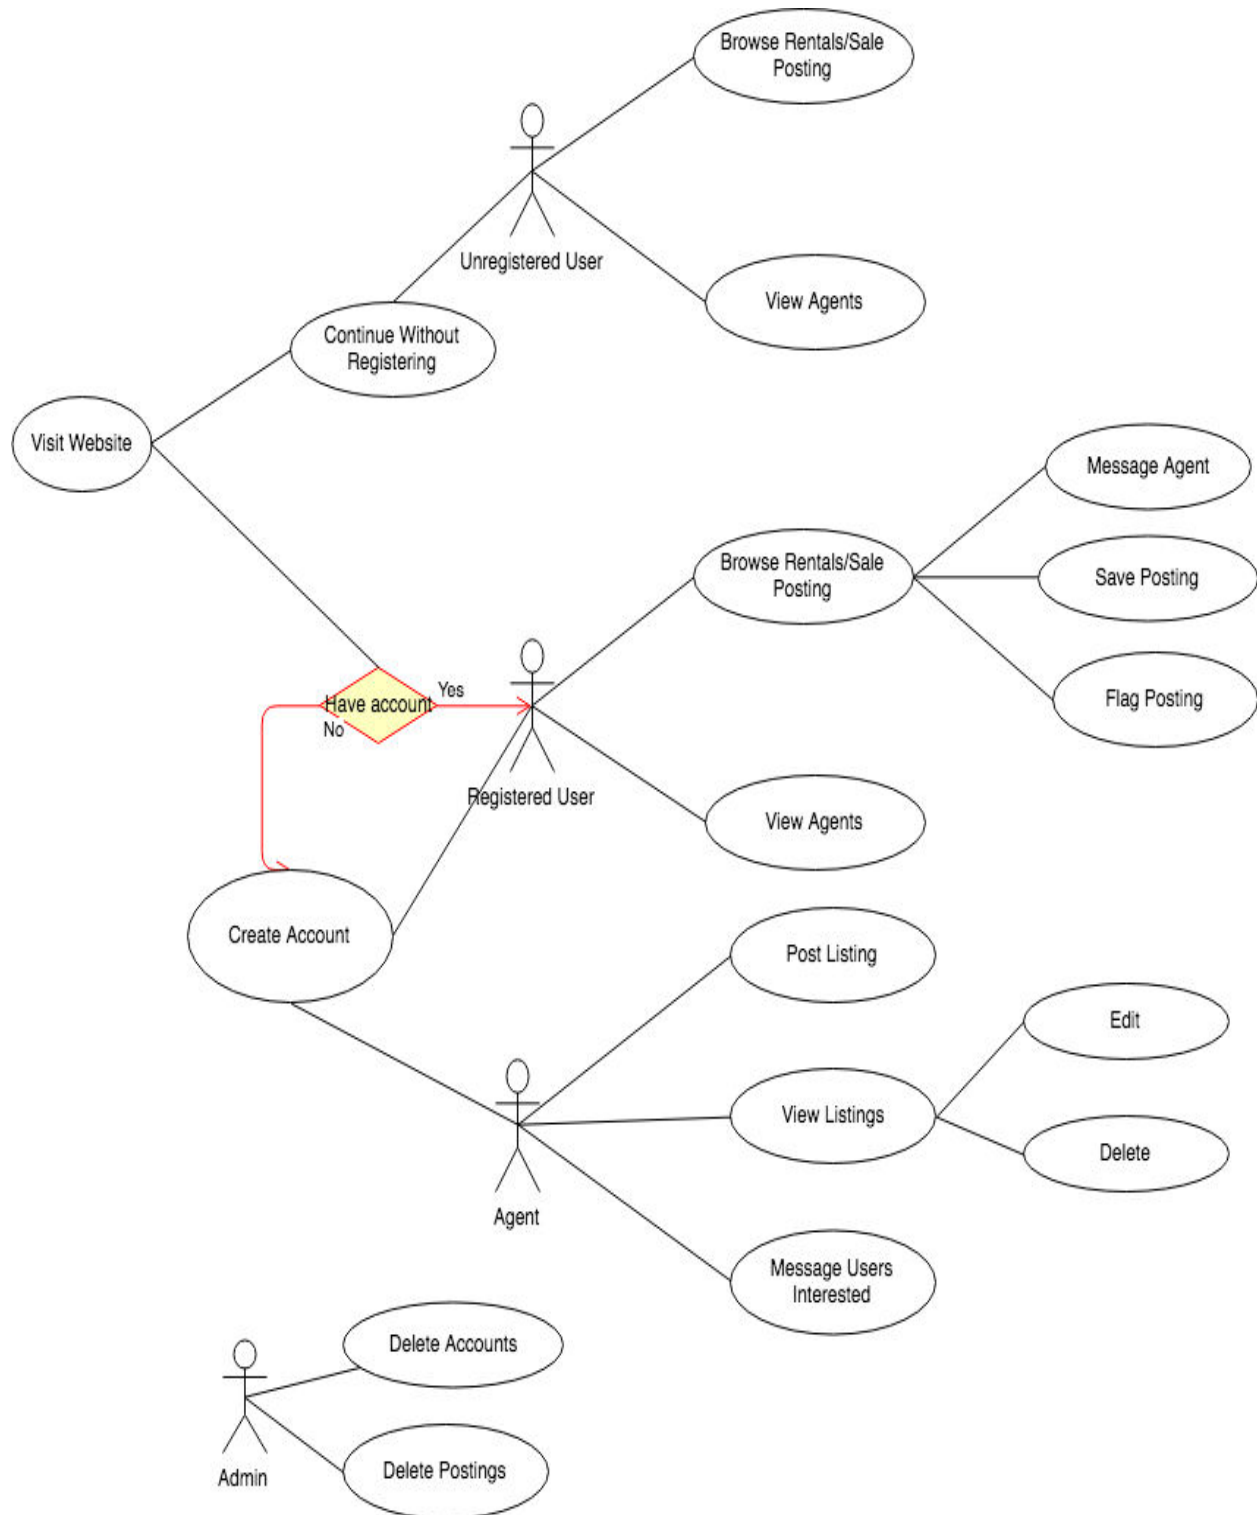 Browse Rentals/Sale
Posting
Unregistered User
View Agents
Continue Without
Registering
Visit Website
Message Agent
Browse Rentals/Sale
Posting
Save Posting
Have account
Yes
No
Flag Posting
Registered User
View Agents
Create Account
Post Listing
Edit
View Listings
Delete
Agent
Message Users
Interested
Delete Accounts
Admin
Delete Postings